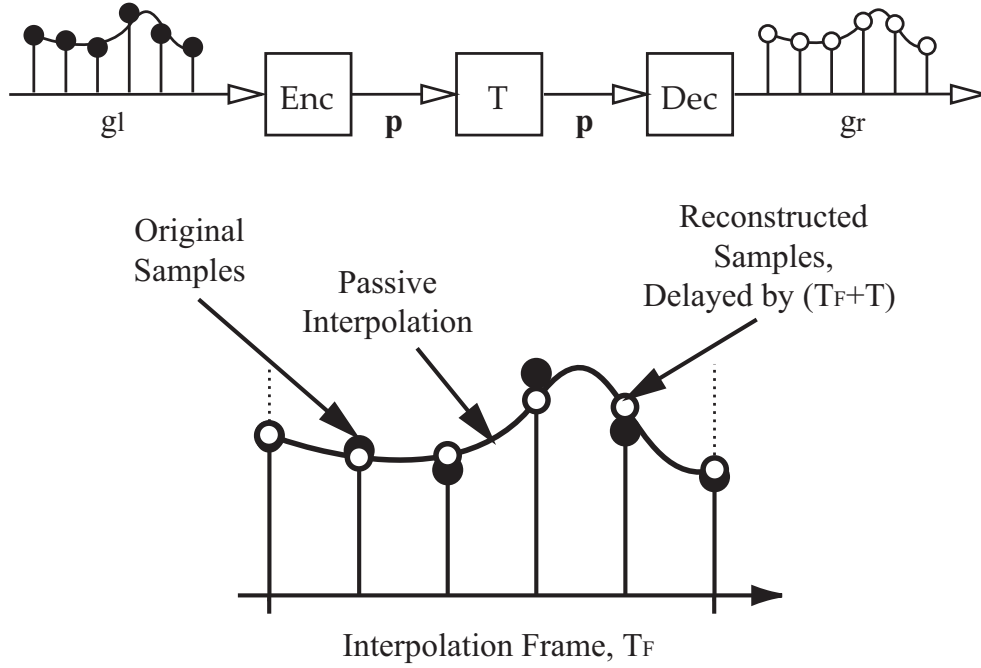 Enc
T
Dec
gl
p
p
gr
Original
Samples
Passive
Interpolation
Reconstructed
Samples,
Delayed by (TF+T)
Interpolation Frame, TF